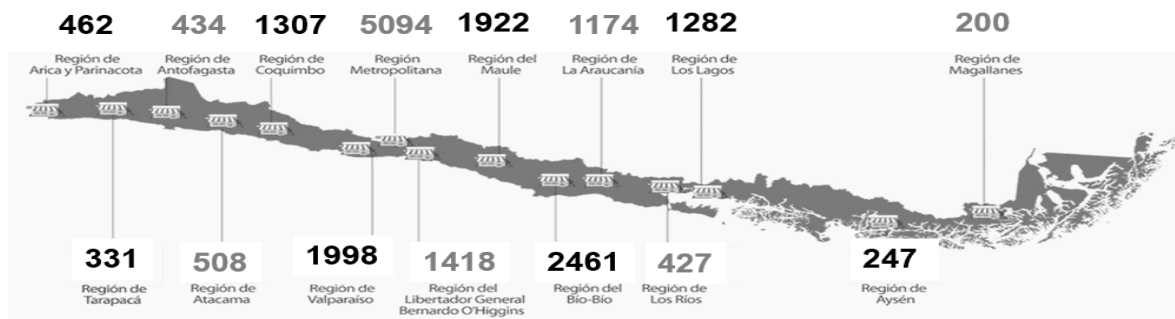 462
434
1307
5094
1922
1174
1282
200
Región de
Arica y Parinacota
Región de
Antofagasta
Región de
Coquimbo
Región
Metropolitana
Región del
Maule
Región de
La Araucanía
Región de
Los Lagos
Región de
Magallanes
331
508
1998
1418
2461
427
247
Región de
Tarapacá
Región de
Atacama
Región de
Valparaíso
Región del
Libertador General
Bernardo O'Higgins
Región del
Bío-Bío
Región de
Los Ríos
Región de
Aysén